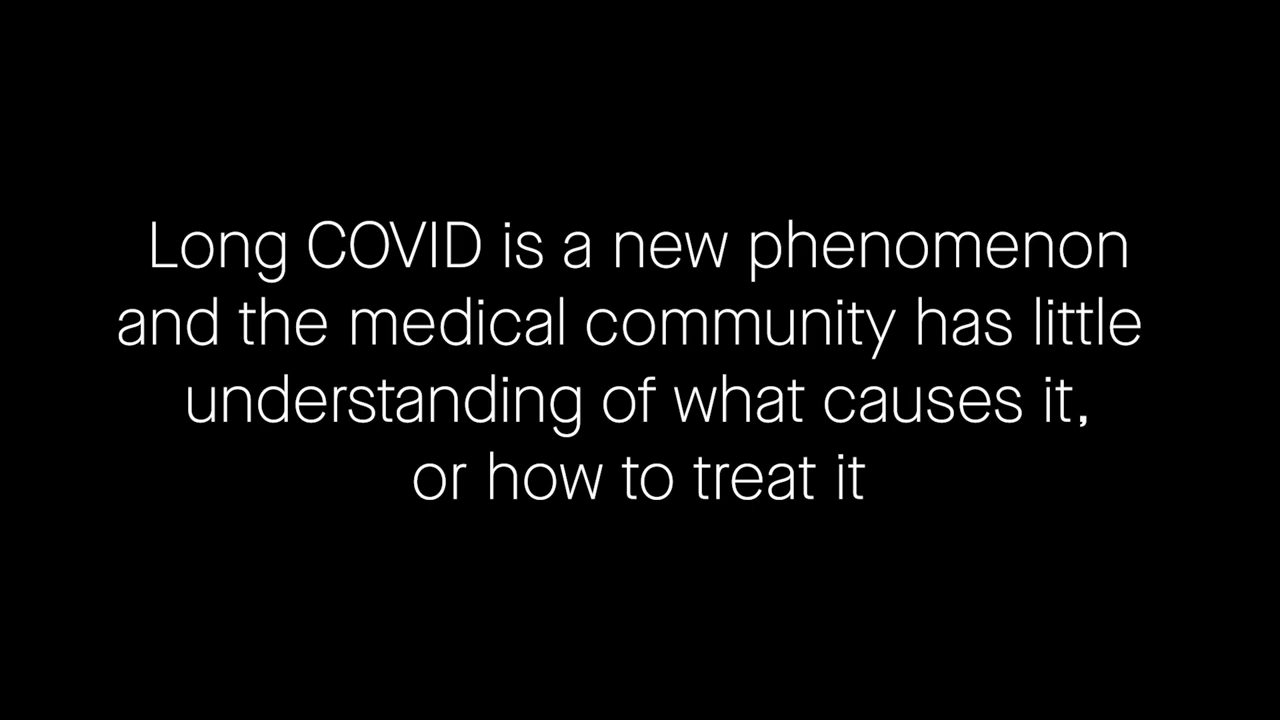 Long COVID is a new phenomenon
and the medical community has little
understanding of what causes it,
or how to treat it